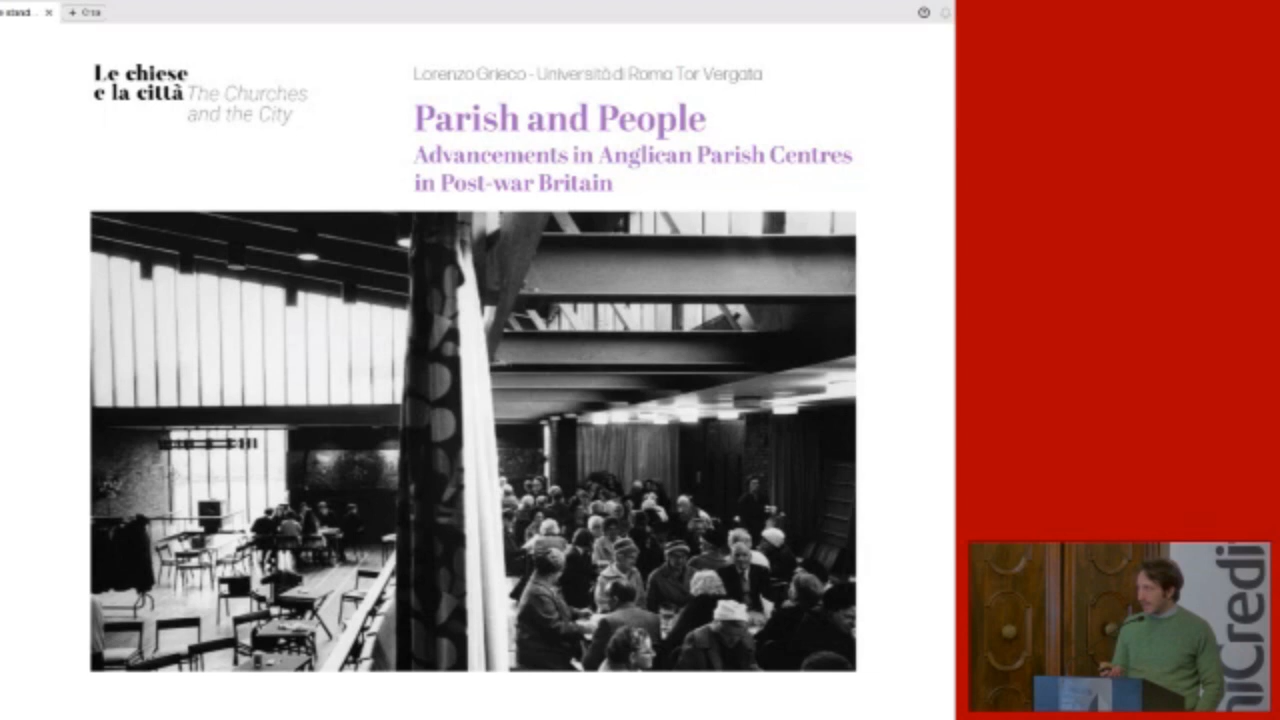 Le chiese
e la città The Churches
and the City
Lorenzo Grieco - Università di Roma Tor Vergata
Parish and People
Advancements in Anglican Parish Centres
in Post-war Britain
niCredi